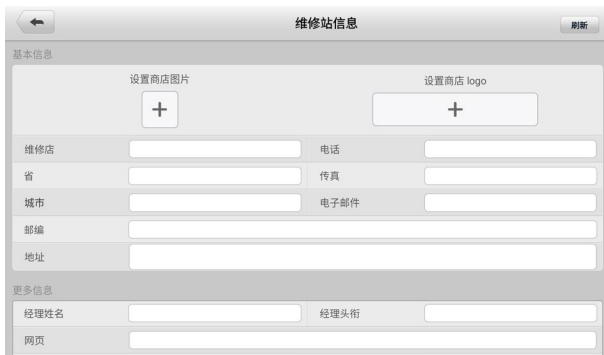 维修站信息
刷新
基本信息
设置商店图片 设置商店 logo
维修店 电话
省 传真
城市 电子邮件
邮编
地址
更多信息
经理姓名 经理头衔
网页